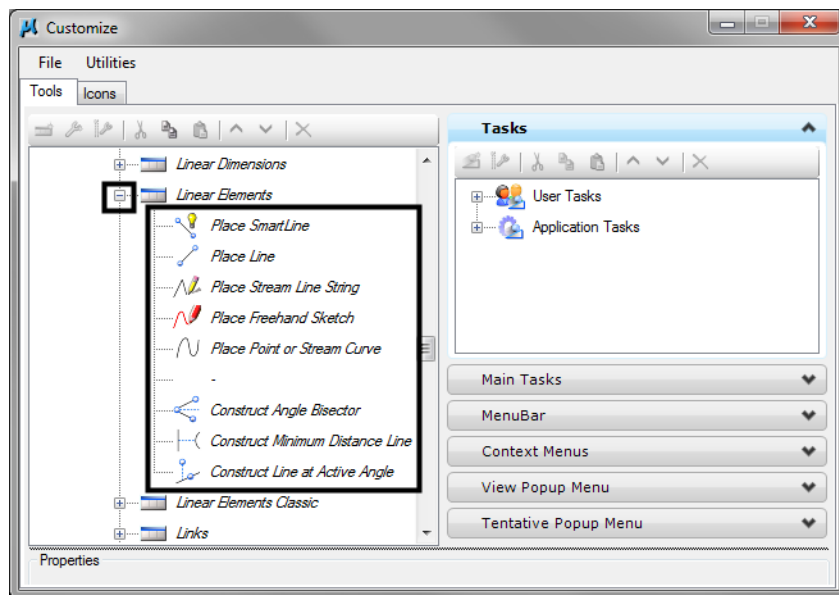 Customize
File Utilities
Tools Icons
Linear Dimensions
Linear Elements
Place SmartLine
Place Line
Place Stream Line String
Place Freehand Sketch
Place Point or Stream Curve
-
Construct Angle Bisector
Construct Minimum Distance Line
Construct Line at Active Angle
Linear Elements Classic
Links
Tasks
User Tasks
Application Tasks
Main Tasks
MenuBar
Context Menus
View Popup Menu
Tentative Popup Menu
Properties